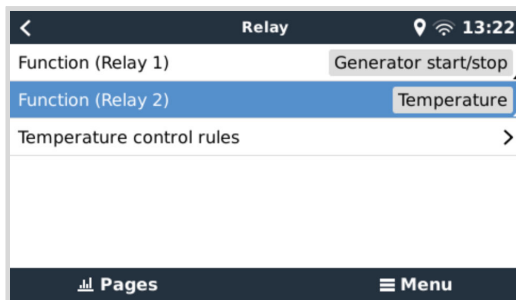 Relay 13:22
Function (Relay 1) Generator start/stop
Function (Relay 2) Temperature
Temperature control rules
Pages Menu